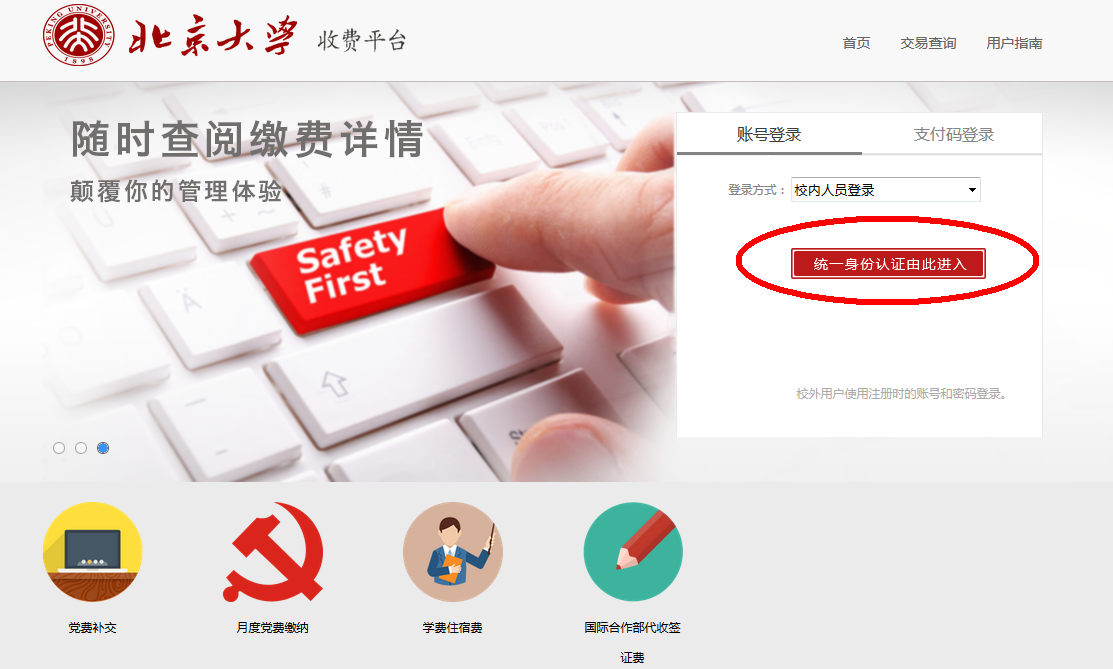 PEKING UNIVERSITY
1898
北京大学 收费平台
首页 交易查询 用户指南
随时查阅缴费详情
颠覆你的管理体验
Safety
First
账号登录 支付码登录
登录方式： 校内人员登录
统一身份认证由此进入
校外用户使用注册时的账号和密码登录。
党费补交
月度党费缴纳
学费住宿费
国际合作部代收签
证费